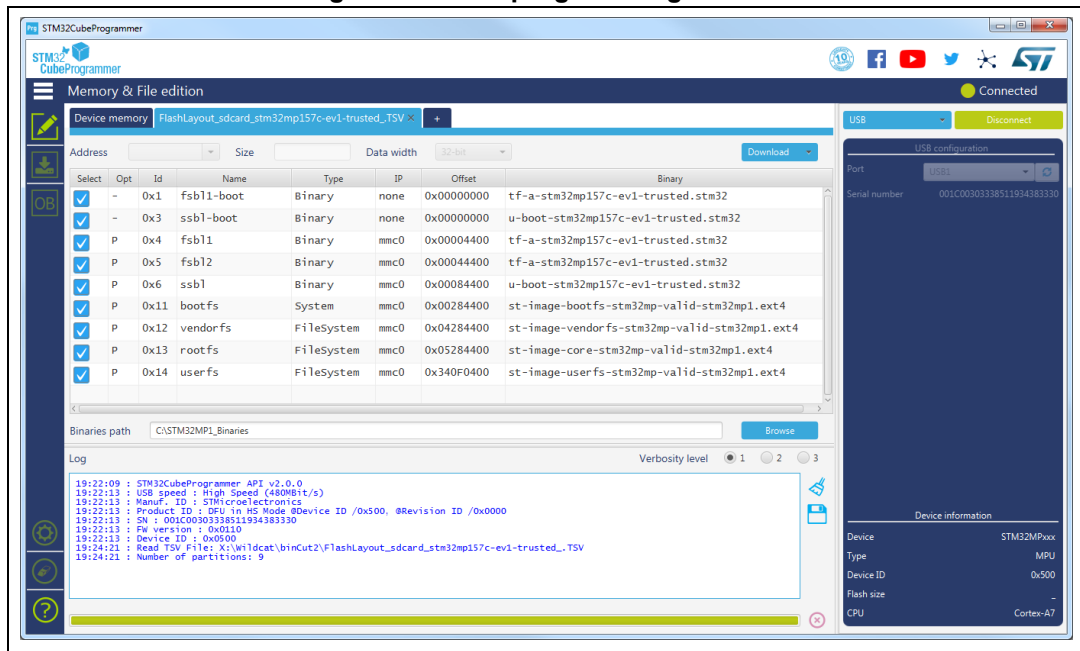 STM32CubeProgrammer
STM32
CubeProgrammer
Memory & File edition
Connected
Device memory FlashLayout_sdcard_stm32mp157c-ev1-trusted_.TSV × +
USB Disconnect
Address Size Data width 32-bit Download
Select Opt Id Name Type IP Offset Binary
- 0x1 fsbl1-boot Binary none 0x00000000 tf-a-stm32mp157c-ev1-trusted.stm32
- 0x3 ssbl-boot Binary none 0x00000000 u-boot-stm32mp157c-ev1-trusted.stm32
P 0x4 fsbl1 Binary mmc0 0x00004400 tf-a-stm32mp157c-ev1-trusted.stm32
P 0x5 fsbl2 Binary mmc0 0x00044400 tf-a-stm32mp157c-ev1-trusted.stm32
P 0x6 ssbl Binary mmc0 0x00084400 u-boot-stm32mp157c-ev1-trusted.stm32
P 0x11 bootfs System mmc0 0x00284400 st-image-bootfs-stm32mp-valid-stm32mp1.ext4
P 0x12 vendorfs FileSystem mmc0 0x04284400 st-image-vendorfs-stm32mp-valid-stm32mp1.ext4
P 0x13 rootfs FileSystem mmc0 0x05284400 st-image-core-stm32mp-valid-stm32mp1.ext4
P 0x14 userfs FileSystem mmc0 0x340F0400 st-image-userfs-stm32mp-valid-stm32mp1.ext4
Binaries path C:\STM32MP1_Binaries Browse
Log Verbosity level 1 2 3
19:22:09 : STM32CubeProgrammer API v2.0.0
19:22:13 : USB speed : High Speed (480MBit/s)
19:22:13 : Manuf. ID : STMicroelectronics
19:22:13 : Product ID : DFU in HS Mode @Device ID /0x500, @Revision ID /0x0000
19:22:13 : SN : 001C00303338511934383330
19:22:13 : FW version : 0x0110
19:22:13 : Device ID : 0x0500
19:24:21 : Read TSV File: X:\Wildcat\binCut2\FlashLayout_sdcard_stm32mp157c-ev1-trusted_.TSV
19:24:21 : Number of partitions: 9
USB configuration
Port USB1
Serial number 001C00303338511934383330
Device information
Device STM32MPxxx
Type MPU
Device ID 0x500
Flash size _
CPU Cortex-A7
OB